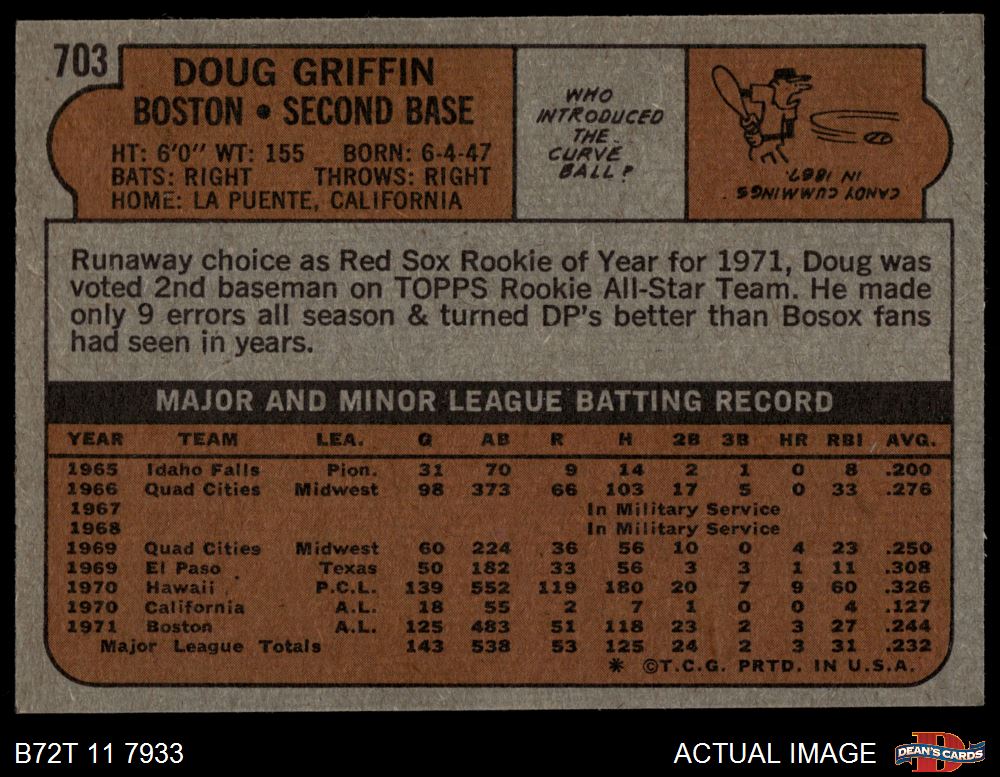 703
DOUG GRIFFIN
BOSTON • SECOND BASE
HT: 6'0" WT: 155 BORN: 6-4-47
BATS: RIGHT THROWS: RIGHT
HOME: LA PUENTE, CALIFORNIA
WHO
INTRODUCED
THE
CURVE
BALL?
CANDY CUMMINGS
IN 1867.
Runaway choice as Red Sox Rookie of Year for 1971, Doug was
voted 2nd baseman on TOPPS Rookie All-Star Team. He made
only 9 errors all season & turned DP's better than Bosox fans
had seen in years.
MAJOR AND MINOR LEAGUE BATTING RECORD
YEAR TEAM LEA. G AB R H 2B 3B HR RBI AVG.
1965 Idaho Falls Pion. 31 70 9 14 2 1 0 8 .200
1966 Quad Cities Midwest 98 373 66 103 17 5 0 33 .276
1967 In Military Service
1968 In Military Service
1969 Quad Cities Midwest 60 224 36 56 10 0 4 23 .250
1969 El Paso Texas 50 182 33 56 3 3 1 11 .308
1970 Hawaii P.C.L. 139 552 119 180 20 7 9 60 .326
1970 California A.L. 18 55 2 7 1 0 0 4 .127
1971 Boston A.L. 125 483 51 118 23 2 3 27 .244
Major League Totals 143 538 53 125 24 2 3 31 .232
* ©T.C.G. PRTD. IN U.S.A.
B72T 11 7933
ACTUAL IMAGE
D
DEAN'S CARDS